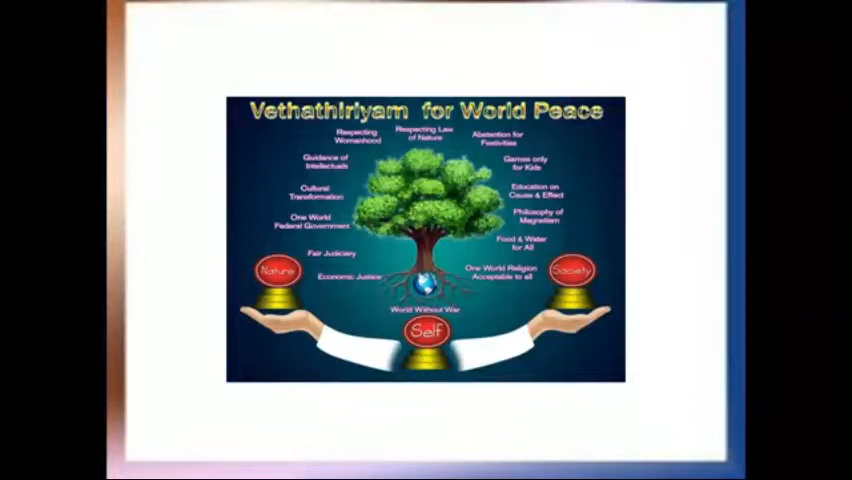 Vethathiriyam for World Peace
Respecting Law
of Nature
Respecting
Womanhood
Abstention for
Festivities
Guidance of
Intellectuals
Games only
for Kids
Cultural
Transformation
Education on
Cause & Effect
One World
Federal Government
Philosophy of
Magnetism
Fair Judiciary
Food & Water
for All
Economic Justice
One World Religion
Acceptable to all
Nature
Society
World Without War
Self